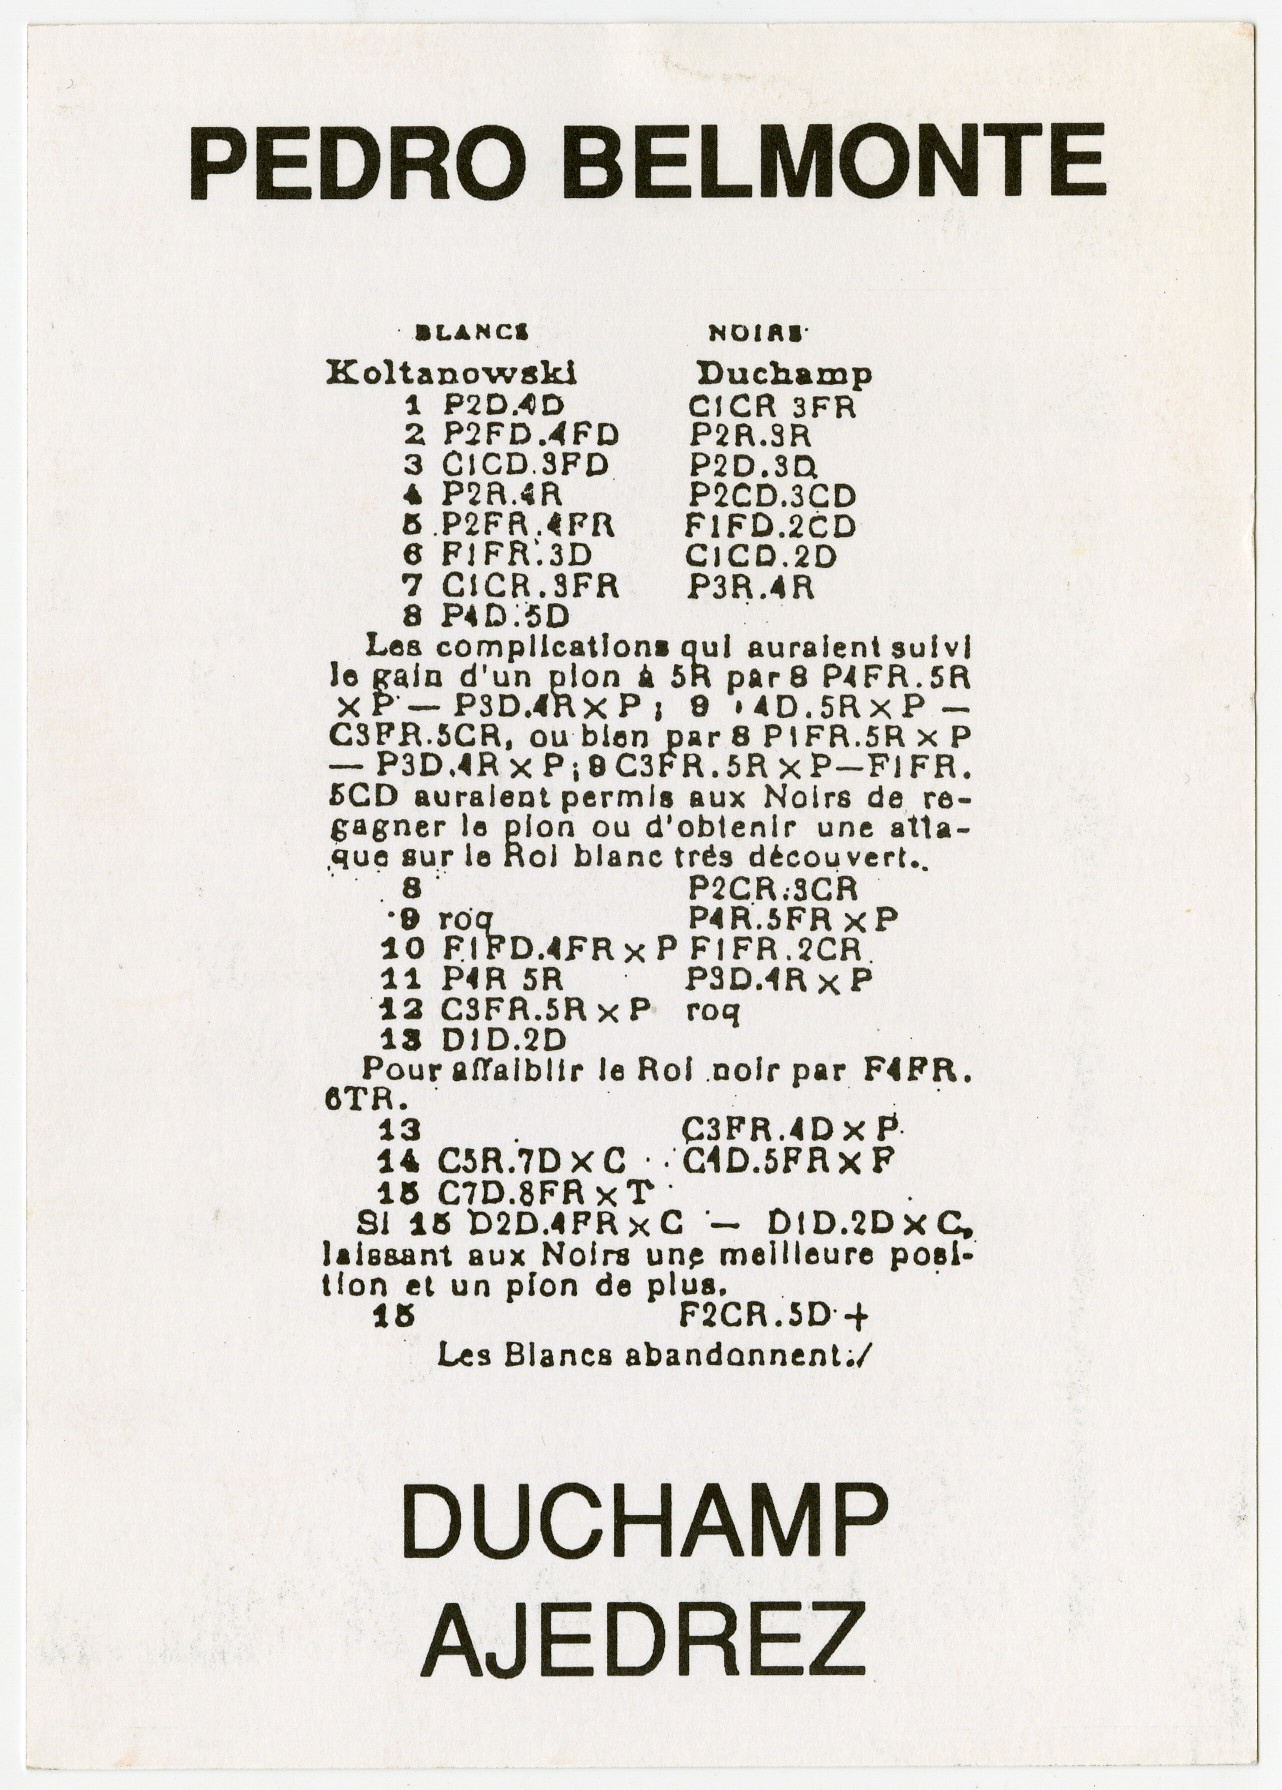 PEDRO BELMONTE
BLANCS NOIRS
Koltanowski Duchamp
1 P2D.4D C1CR 3FR
2 P2FD.4FD P2R.3R
3 C1CD.3FD P2D.3D
4 P2R.4R P2CD.3CD
5 P2FR.4FR F1FD.2CD
6 F1FR.3D C1CD.2D
7 C1CR.3FR P3R.4R
8 P4D.5D
Les complications qui auraient suivi
le gain d'un pion à 5R par 8 P4FR.5R
× P — P3D.4R × P ; 9 4D.5R × P —
C3FR.5CR, ou bien par 8 P4FR.5R × P
— P3D.4R × P ; 9 C3FR.5R × P — F1FR.
5CD auraient permis aux Noirs de re-
gagner le pion ou d'obtenir une atta-
que sur le Roi blanc très découvert.
8 P2CR.3CR
9 roq P4R.5FR × P
10 F1FD.4FR × P F1FR.2CR
11 P4R 5R P3D.4R × P
12 C3FR.5R × P roq
13 D1D.2D
Pour affaiblir le Roi noir par F4FR.
6TR.
13 C3FR.4D × P
14 C5R.7D × C C4D.5FR × F
15 C7D.8FR × T
Si 15 D2D.4FR × C — D1D.2D × C,
laissant aux Noirs une meilleure posi-
tion et un pion de plus.
15 F2CR.5D +
Les Blancs abandonnent./
DUCHAMP
AJEDREZ